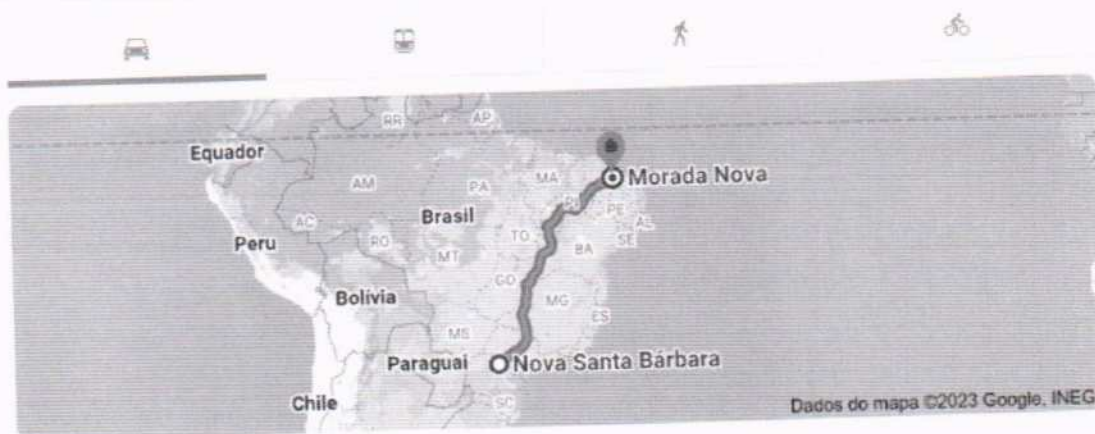 RR
AP
Equador
Morada Nova
AM
PA
MA
PI
PE
AL
SE
Brasil
AC
RO
TO
BA
Peru
MT
GO
Bolívia
MG
ES
MS
Paraguai
Nova Santa Bárbara
Chile
SC
Dados do mapa ©2023 Google, INEG